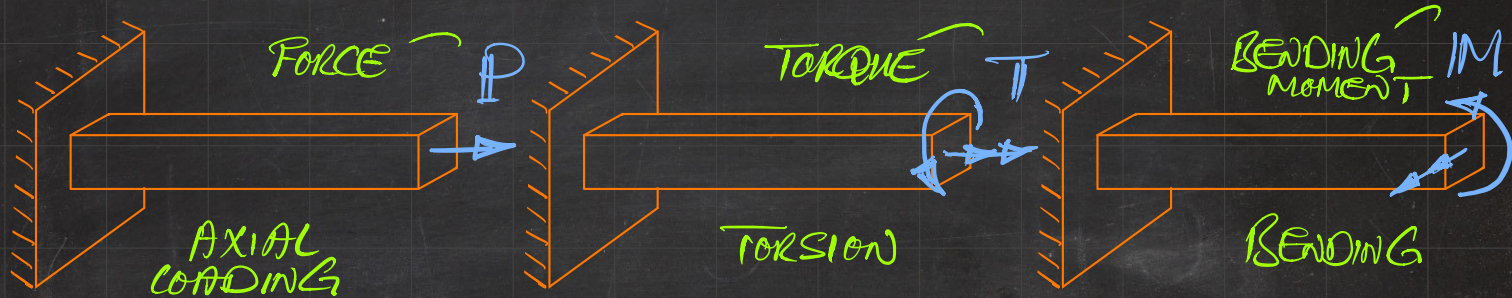 FORCE
P
AXIAL
LOADING
TORQUE
T
TORSION
BENDING
MOMENT
M
BENDING